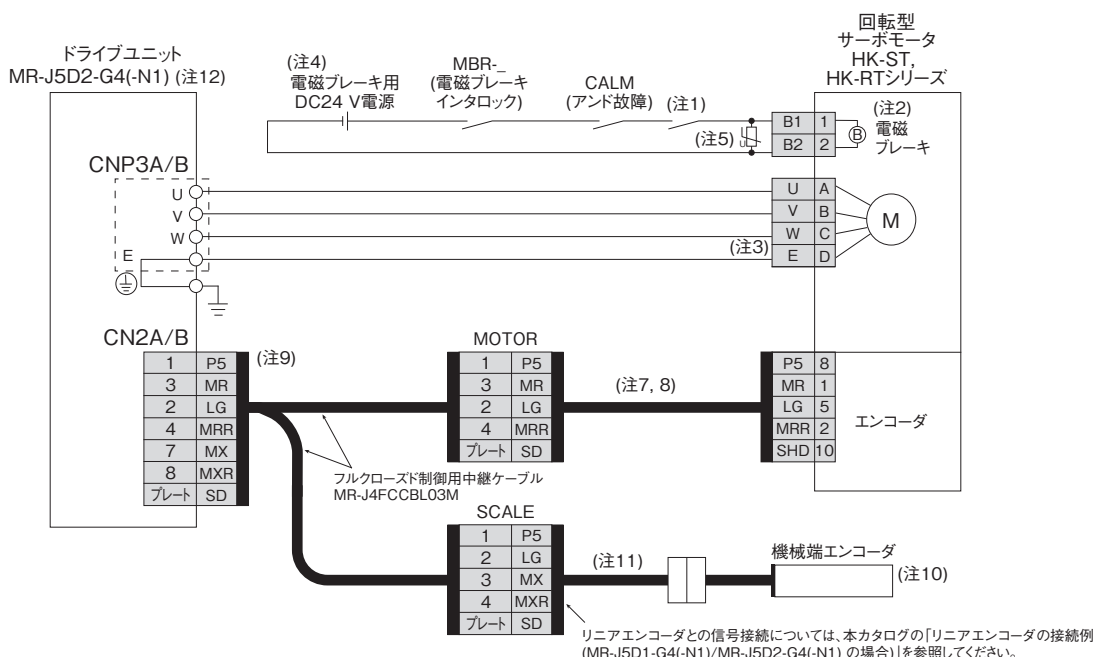 回転型
サーボモータ
HK-ST,
HK-RTシリーズ
ドライブユニット
MR-J5D2-G4(-N1) (注12)
(注4)
電磁ブレーキ用
DC24 V電源
MBR-_
(電磁ブレーキ
インタロック)
CALM
(アンド故障)
(注1)
(注5)
U
B1 1
B2 2
(注2)
電磁
ブレーキ
B
CNP3A/B
U
V
W
E
(注3)
U A
V B
W C
E D
M
CN2A/B
1 P5
3 MR
2 LG
4 MRR
7 MX
8 MXR
プレート SD
(注9)
MOTOR
1 P5
3 MR
2 LG
4 MRR
プレート SD
(注7, 8)
P5 8
MR 1
LG 5
MRR 2
SHD 10
エンコーダ
フルクローズド制御用中継ケーブル
MR-J4FCCBL03M
SCALE
1 P5
2 LG
3 MX
4 MXR
プレート SD
(注11)
機械端エンコーダ
(注10)
リニアエンコーダとの信号接続については、本カタログの「リニアエンコーダの接続例
(MR-J5D1-G4(-N1)/MR-J5D2-G4(-N1) の場合)」を参照してください。